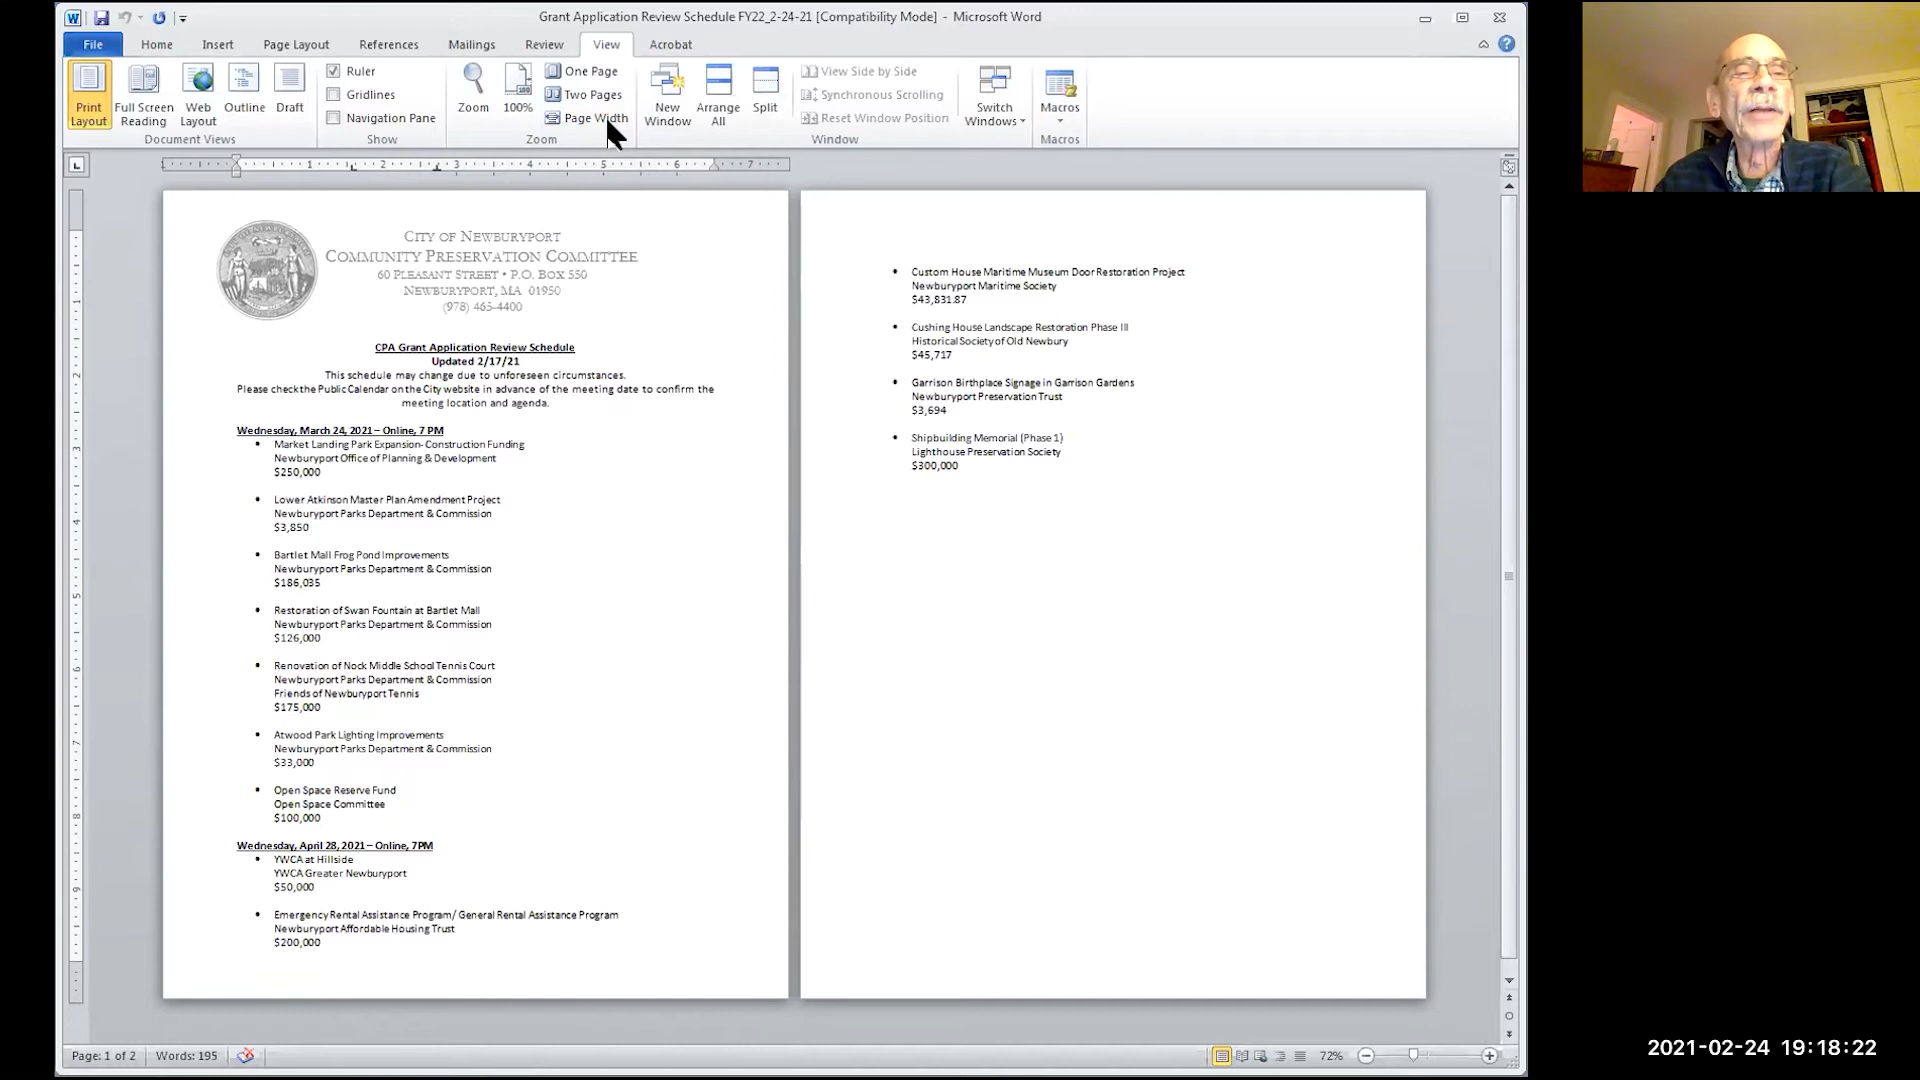 Grant Application Review Schedule FY22_2-24-21 [Compatibility Mode] - Microsoft Word
File Home Insert Page Layout References Mailings Review View Acrobat
Print Layout
Full Screen Reading
Web Layout
Outline
Draft
Document Views
Ruler
Gridlines
Navigation Pane
Show
Zoom
100%
One Page
Two Pages
Page Width
Zoom
New Window
Arrange All
Split
View Side by Side
Synchronous Scrolling
Reset Window Position
Window
Switch Windows
Macros
Macros
CITY OF NEWBURYPORT
COMMUNITY PRESERVATION COMMITTEE
60 PLEASANT STREET • P.O. BOX 550
NEWBURYPORT, MA 01950
(978) 465-4400
CPA Grant Application Review Schedule
Updated 2/17/21
This schedule may change due to unforeseen circumstances.
Please check the Public Calendar on the City website in advance of the meeting date to confirm the
meeting location and agenda.
Wednesday, March 24, 2021 – Online, 7 PM
• Market Landing Park Expansion- Construction Funding
Newburyport Office of Planning & Development
$250,000
• Lower Atkinson Master Plan Amendment Project
Newburyport Parks Department & Commission
$3,850
• Bartlet Mall Frog Pond Improvements
Newburyport Parks Department & Commission
$186,035
• Restoration of Swan Fountain at Bartlet Mall
Newburyport Parks Department & Commission
$126,000
• Renovation of Nock Middle School Tennis Court
Newburyport Parks Department & Commission
Friends of Newburyport Tennis
$175,000
• Atwood Park Lighting Improvements
Newburyport Parks Department & Commission
$33,000
• Open Space Reserve Fund
Open Space Committee
$100,000
Wednesday, April 28, 2021 – Online, 7PM
• YWCA at Hillside
YWCA Greater Newburyport
$50,000
• Emergency Rental Assistance Program/ General Rental Assistance Program
Newburyport Affordable Housing Trust
$200,000
• Custom House Maritime Museum Door Restoration Project
Newburyport Maritime Society
$43,831.87
• Cushing House Landscape Restoration Phase III
Historical Society of Old Newbury
$45,717
• Garrison Birthplace Signage in Garrison Gardens
Newburyport Preservation Trust
$3,694
• Shipbuilding Memorial (Phase 1)
Lighthouse Preservation Society
$300,000
Page: 1 of 2
Words: 195
72%
2021-02-24 19:18:22